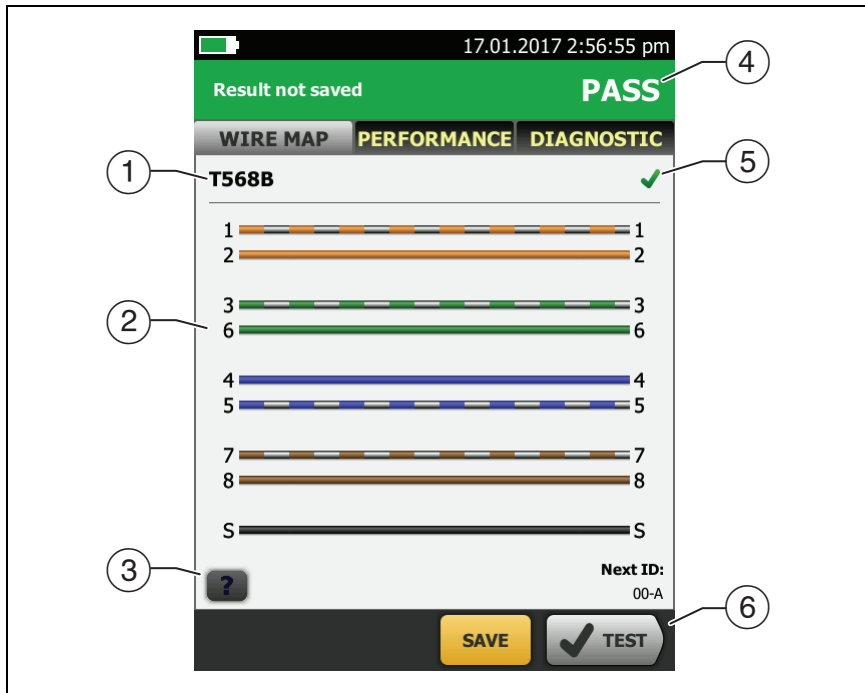 17.01.2017 2:56:55 pm
Result not saved PASS
WIRE MAP PERFORMANCE DIAGNOSTIC
T568B
1 1
2 2
3 3
6 6
4 4
5 5
7 7
8 8
S S
?
Next ID:
00-A
SAVE TEST
1
2
3
4
5
6